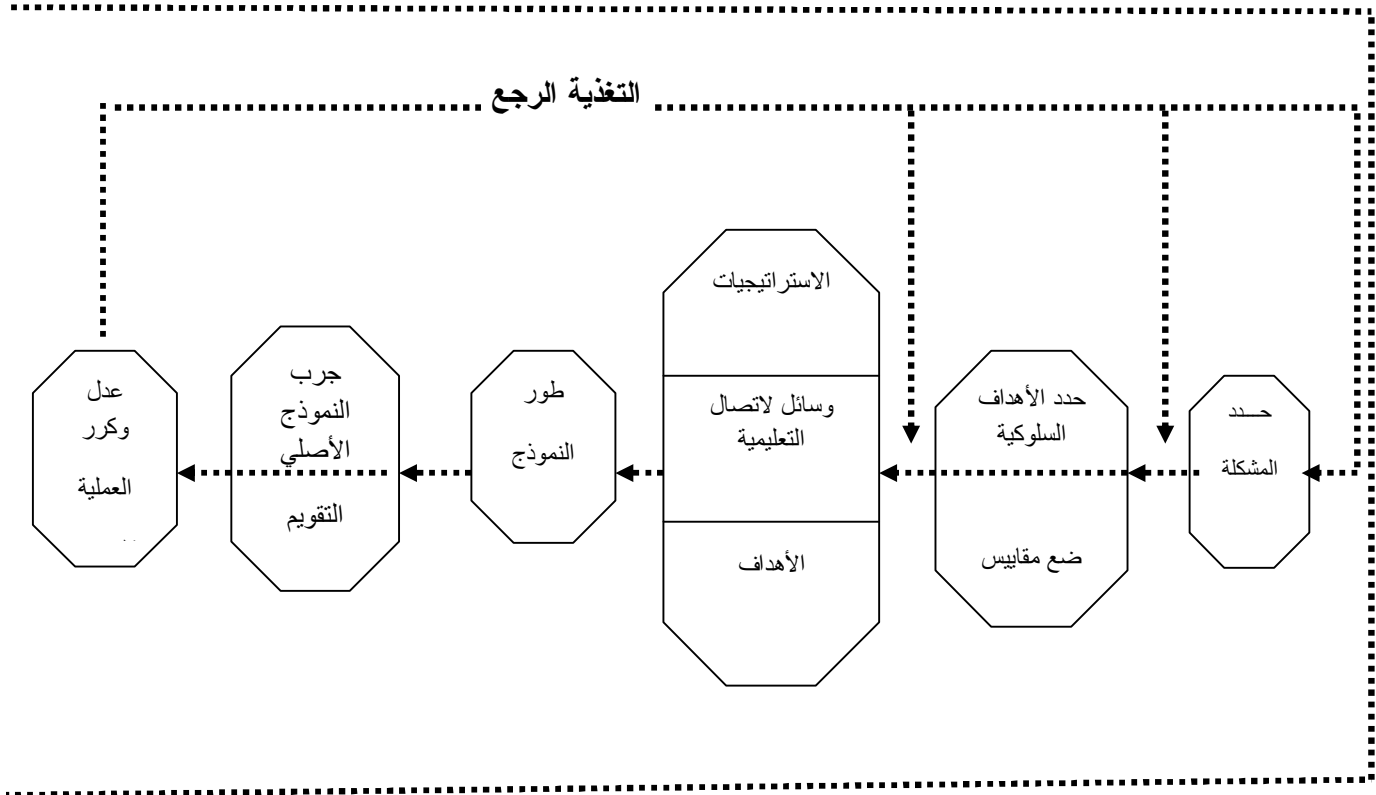 التغذية الرجع
حـــدد
المشكلة
حدد الأهداف
السلوكية
ضع مقاييس
الاستراتيجيات
وسائل لاتصال
التعليمية
الأهداف
طور
النموذج
جرب
النموذج
الأصلي
التقويم
عدل
وكرر
العملية